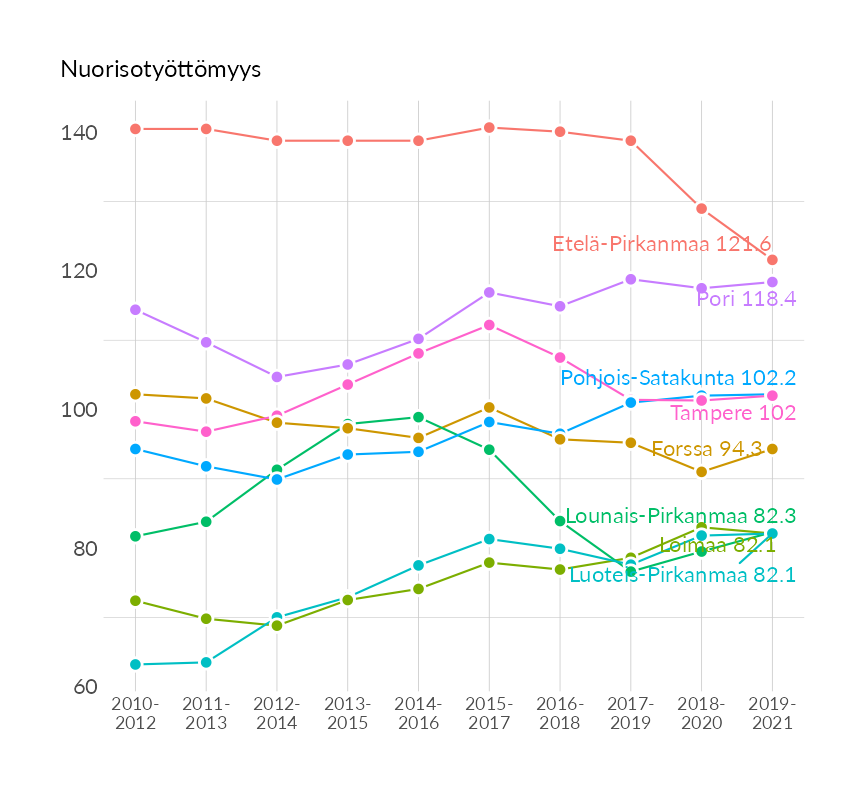 Nuorisotyöttömyys
140
120
100
80
60
Etelä-Pirkanmaa 121.6
Pori 118.4
Pohjois-Satakunta 102.2
Tampere 102
Forssa 94.3
Lounais-Pirkanmaa 82.3
Loimaa 82.1
Luoteis-Pirkanmaa 82.1
2010-
2012
2011-
2013
2012-
2014
2013-
2015
2014-
2016
2015-
2017
2016-
2018
2017-
2019
2018-
2020
2019-
2021